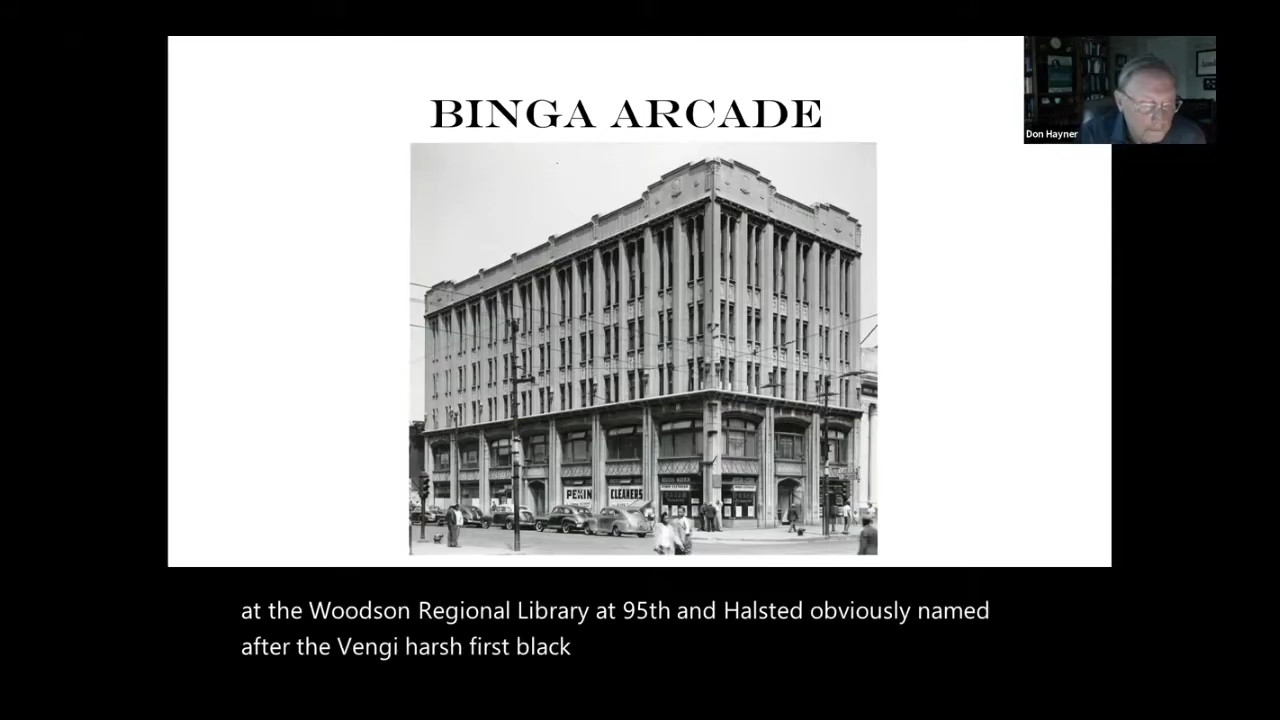 BINGA ARCADE
Don Hayner
PEKIN CLEANERS
at the Woodson Regional Library at 95th and Halsted obviously named
after the Vengi harsh first black